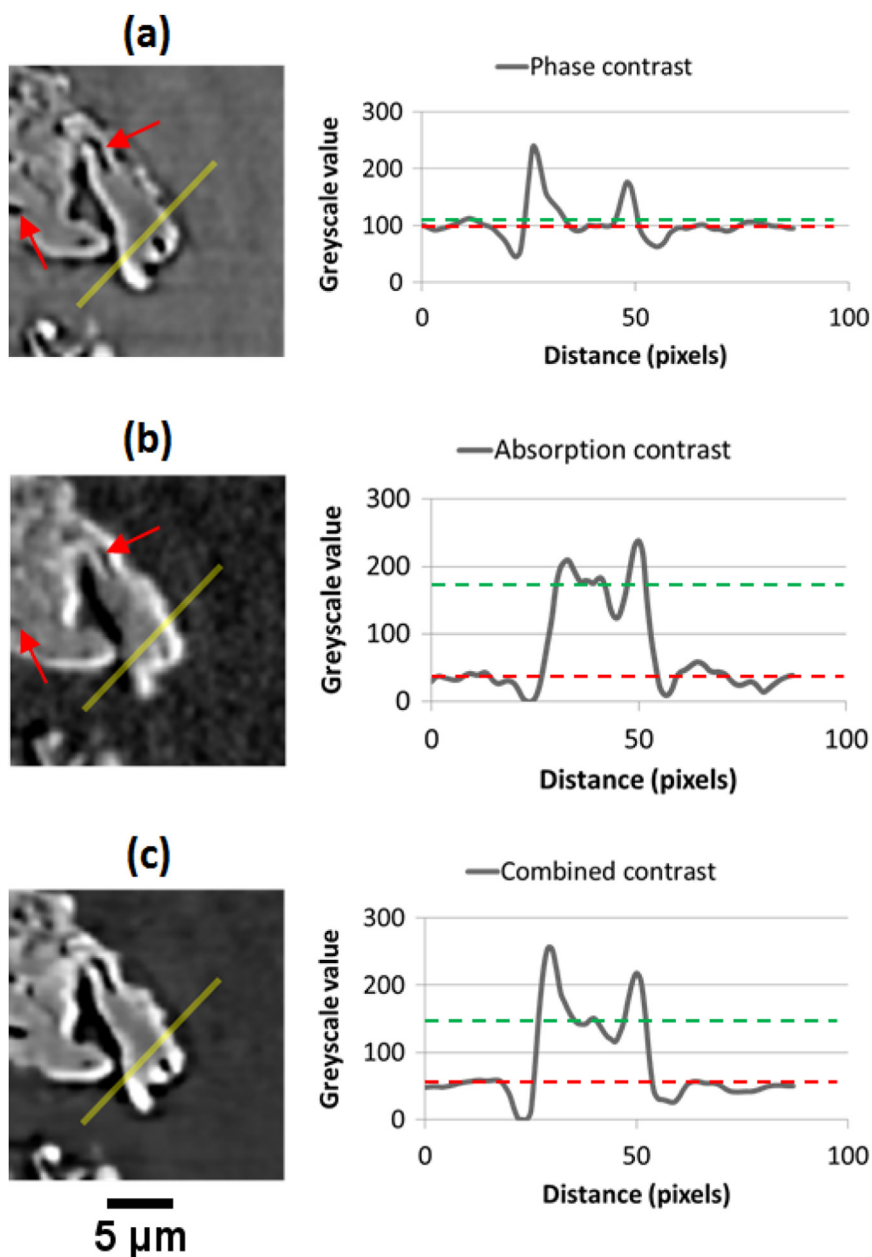 (a)
Phase contrast
Greyscale value
300
200
100
0
0 50 100
Distance (pixels)
(b)
Absorption contrast
Greyscale value
300
200
100
0
0 50 100
Distance (pixels)
(c)
Combined contrast
Greyscale value
300
200
100
0
0 50 100
Distance (pixels)
5 µm